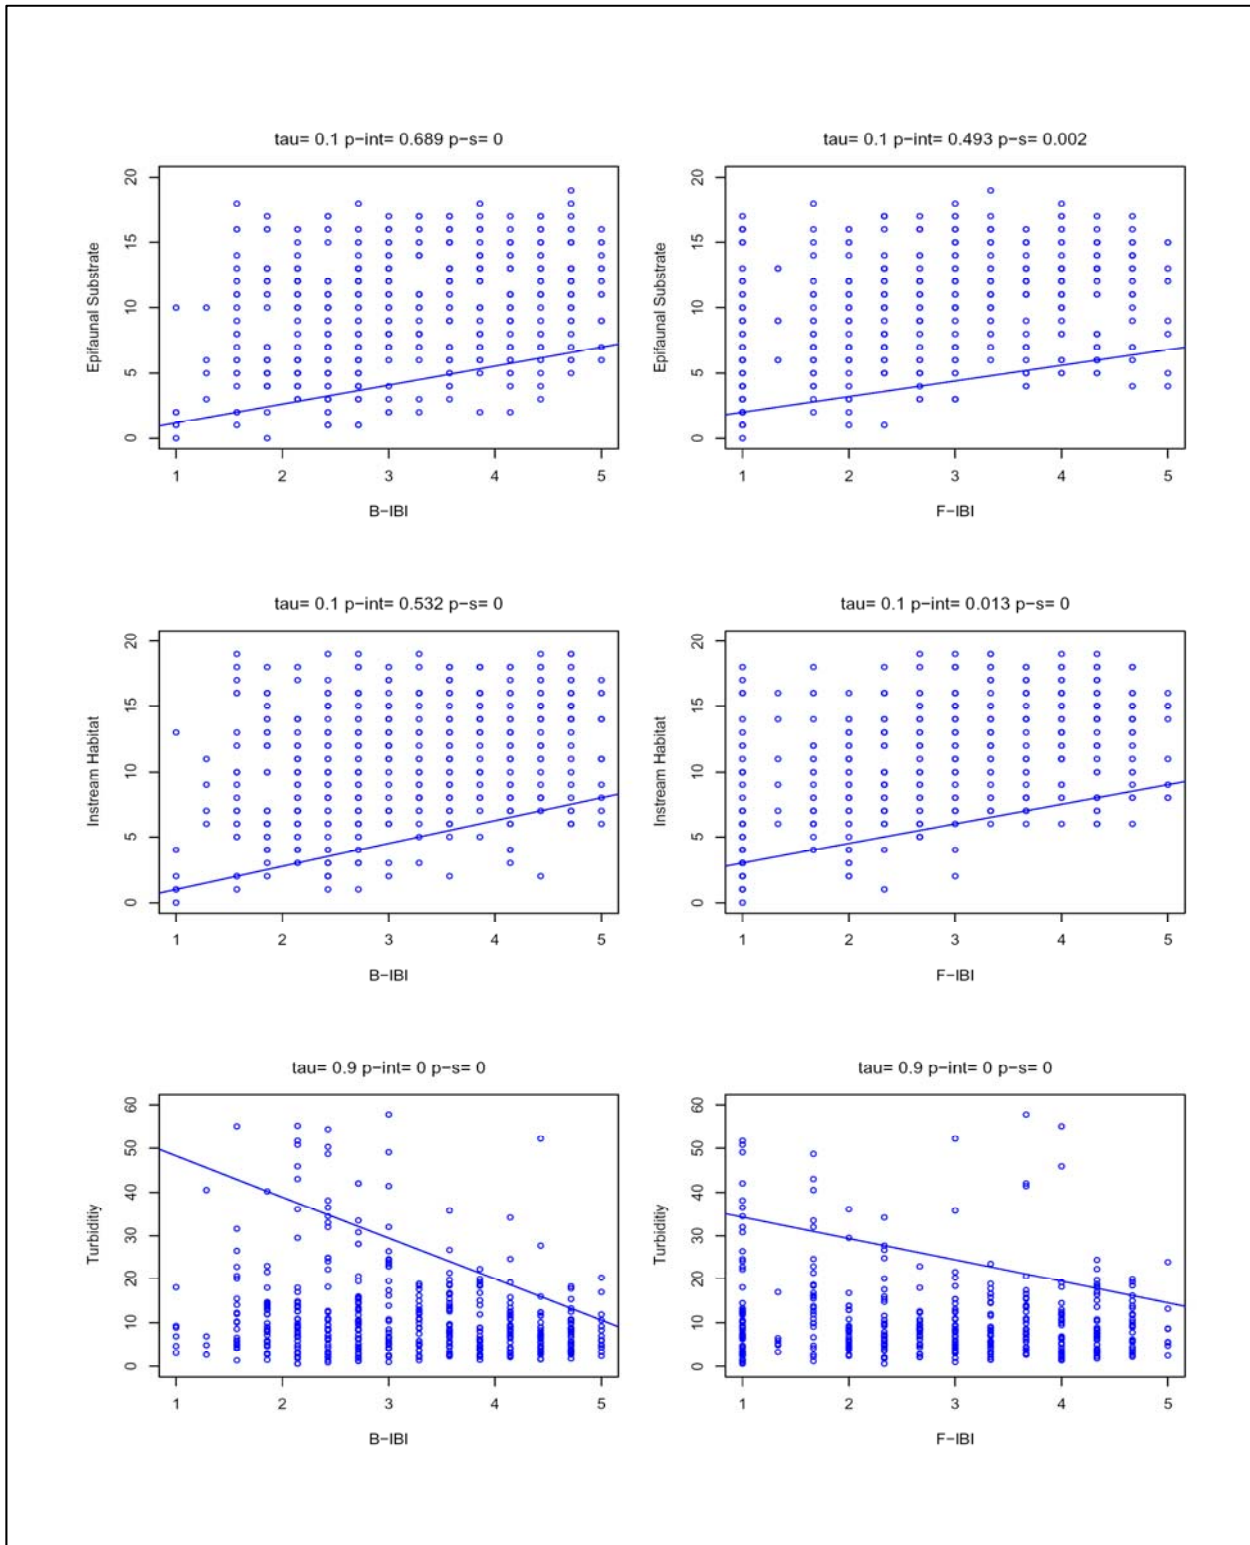 tau= 0.1 p−int= 0.689 p−s= 0
20
15
10
5
0
Epifaunal Substrate
1 2 3 4 5
B−IBI
tau= 0.1 p−int= 0.493 p−s= 0.002
20
15
10
5
0
Epifaunal Substrate
1 2 3 4 5
F−IBI
tau= 0.1 p−int= 0.532 p−s= 0
20
15
10
5
0
Instream Habitat
1 2 3 4 5
B−IBI
tau= 0.1 p−int= 0.013 p−s= 0
20
15
10
5
0
Instream Habitat
1 2 3 4 5
F−IBI
tau= 0.9 p−int= 0 p−s= 0
60
50
40
30
20
10
0
Turbiditiy
1 2 3 4 5
B−IBI
tau= 0.9 p−int= 0 p−s= 0
60
50
40
30
20
10
0
Turbiditiy
1 2 3 4 5
F−IBI